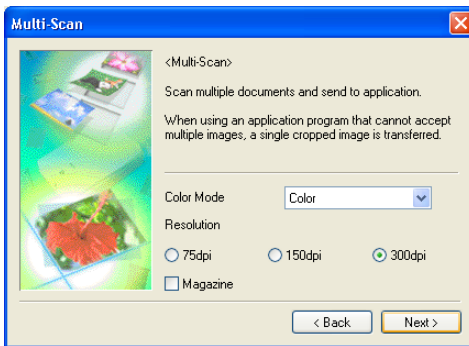 Multi-Scan
<Multi-Scan>
Scan multiple documents and send to application.
When using an application program that cannot accept
multiple images, a single cropped image is transferred.
Color Mode
Color
Resolution
75dpi
150dpi
300dpi
Magazine
< Back
Next >